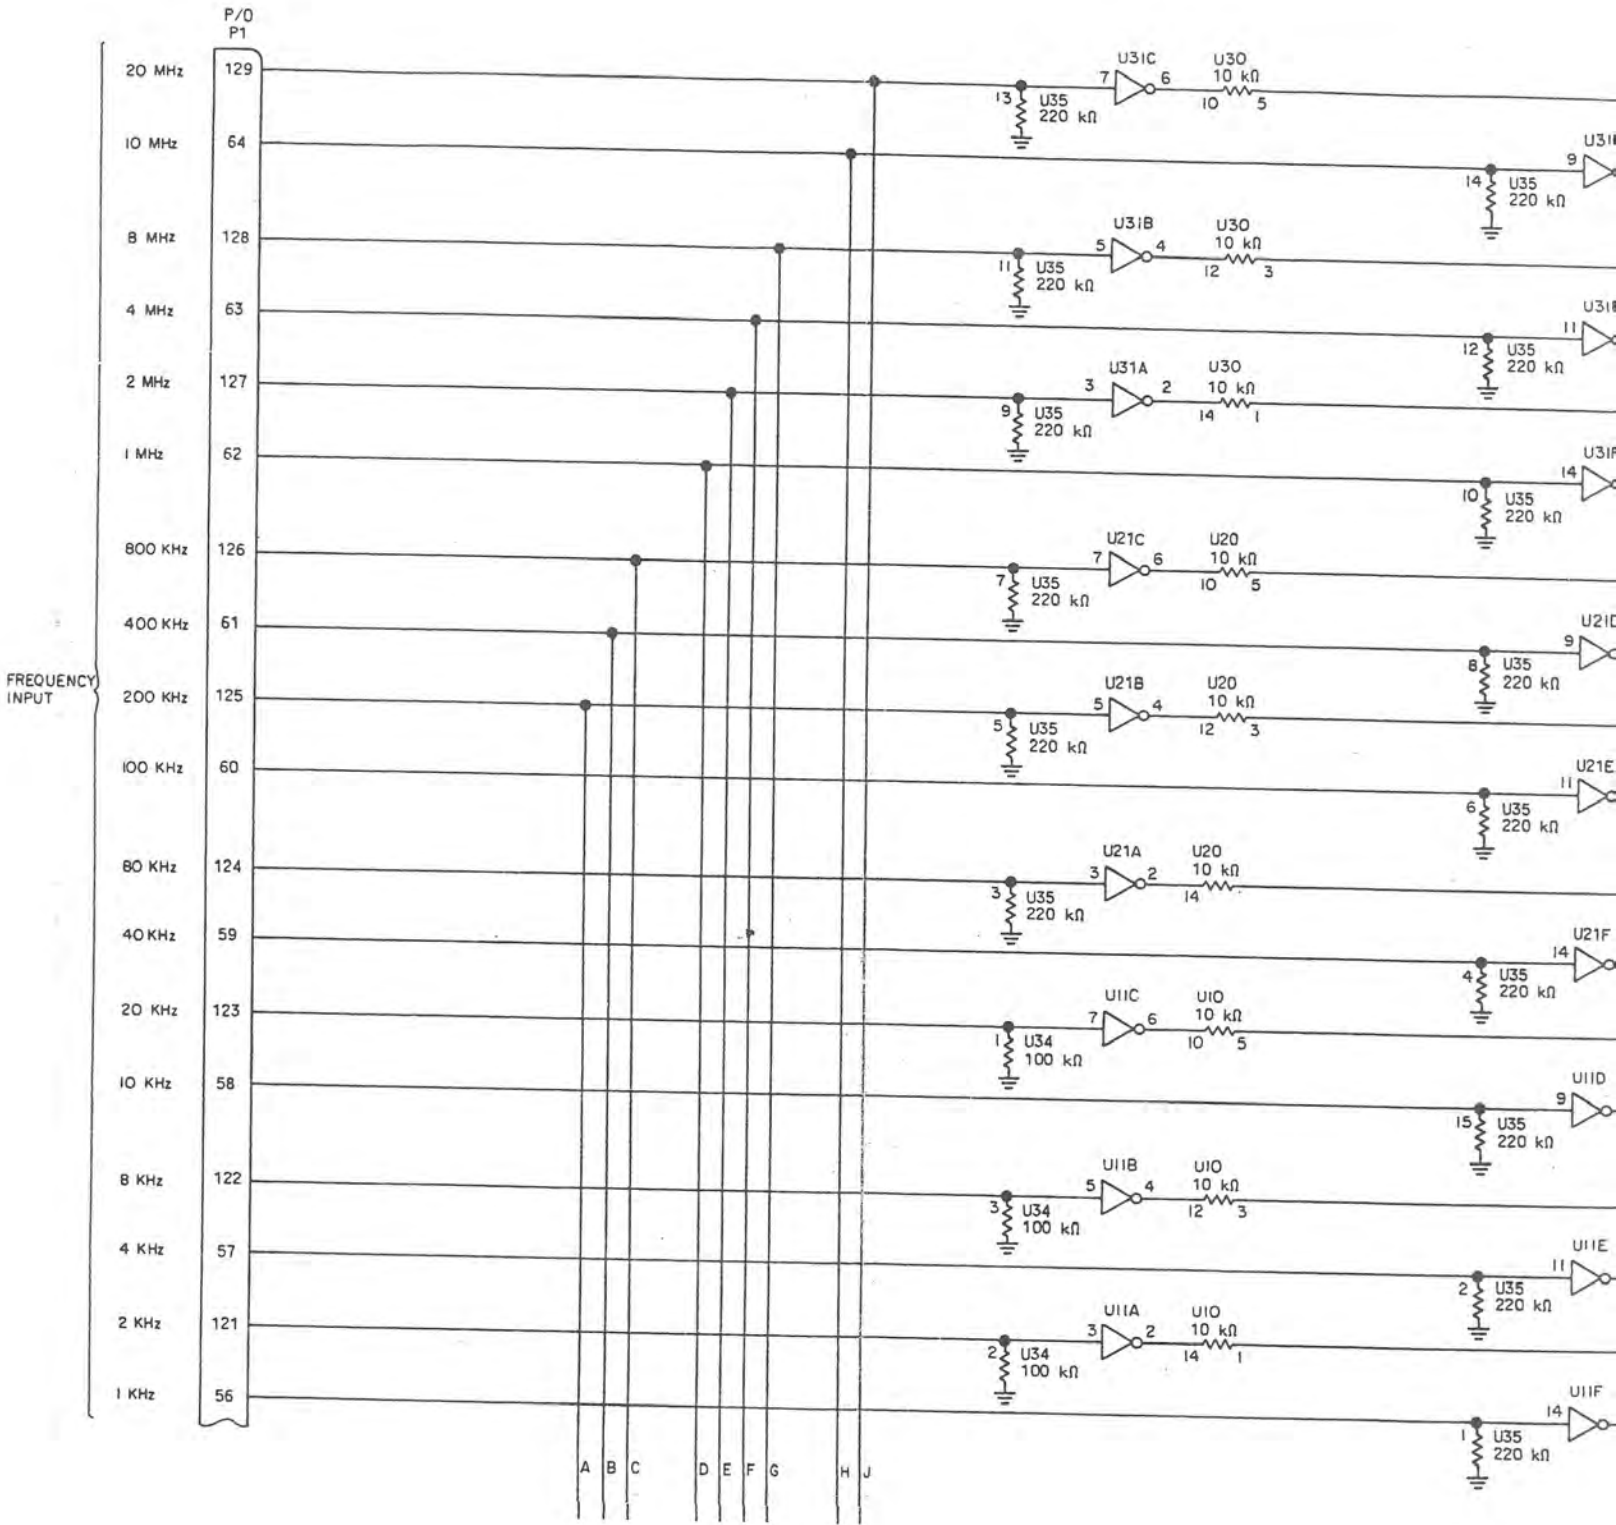 P/O
P1
20 MHz 129
U31C
7 6
U30
10 kΩ
10 5
13 U35
220 kΩ
10 MHz 64
9
14 U35
220 kΩ
8 MHz 128
U31B
5 4
U30
10 kΩ
12 3
11 U35
220 kΩ
4 MHz 63
11
12 U35
220 kΩ
2 MHz 127
U31A
3 2
U30
10 kΩ
14 1
9 U35
220 kΩ
1 MHz 62
14
10 U35
220 kΩ
800 KHz 126
U21C
7 6
U20
10 kΩ
10 5
7 U35
220 kΩ
400 KHz 61
U21D
9
8 U35
220 kΩ
FREQUENCY
INPUT
200 KHz 125
U21B
5 4
U20
10 kΩ
12 3
5 U35
220 kΩ
100 KHz 60
U21E
11
6 U35
220 kΩ
80 KHz 124
U21A
3 2
U20
10 kΩ
14
3 U35
220 kΩ
40 KHz 59
U21F
14
4 U35
220 kΩ
20 KHz 123
U11C
7 6
U10
10 kΩ
10 5
1 U34
100 kΩ
10 KHz 58
U11D
9
15 U35
220 kΩ
8 KHz 122
U11B
5 4
U10
10 kΩ
12 3
3 U34
100 kΩ
4 KHz 57
U11E
11
2 U35
220 kΩ
2 KHz 121
U11A
3 2
U10
10 kΩ
14 1
2 U34
100 kΩ
1 KHz 56
U11F
14
1 U35
220 kΩ
A B C D E F G H J